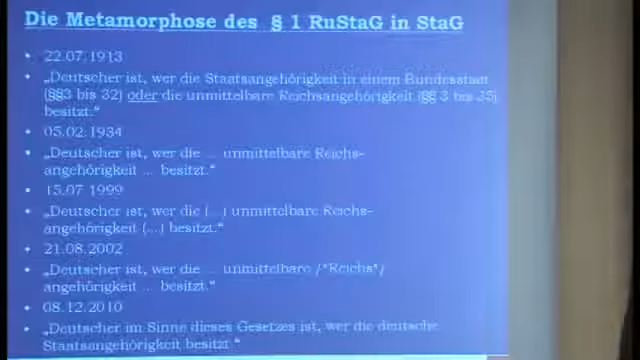 Die Metamorphose des § 1 RuStaG in StaG
• 22.07.1913
• „Deutscher ist, wer die Staatsangehörigkeit in einem Bundesstaat
(§§3 bis 32) oder die unmittelbare Reichsangehörigkeit (§§ 3 bis 35)
besitzt.“
• 05.02.1934
• „Deutscher ist, wer die ... unmittelbare Reichs-
angehörigkeit ... besitzt.“
• 15.07 1999
• „Deutscher ist, wer die (...) unmittelbare Reichs-
angehörigkeit (...) besitzt.“
• 21.08.2002
• „Deutscher ist, wer die ... unmittelbare /"Reichs"/
angehörigkeit ... besitzt.“
• 08.12.2010
• „Deutscher im Sinne dieses Gesetzes ist, wer die deutsche
Staatsangehörigkeit besitzt.“